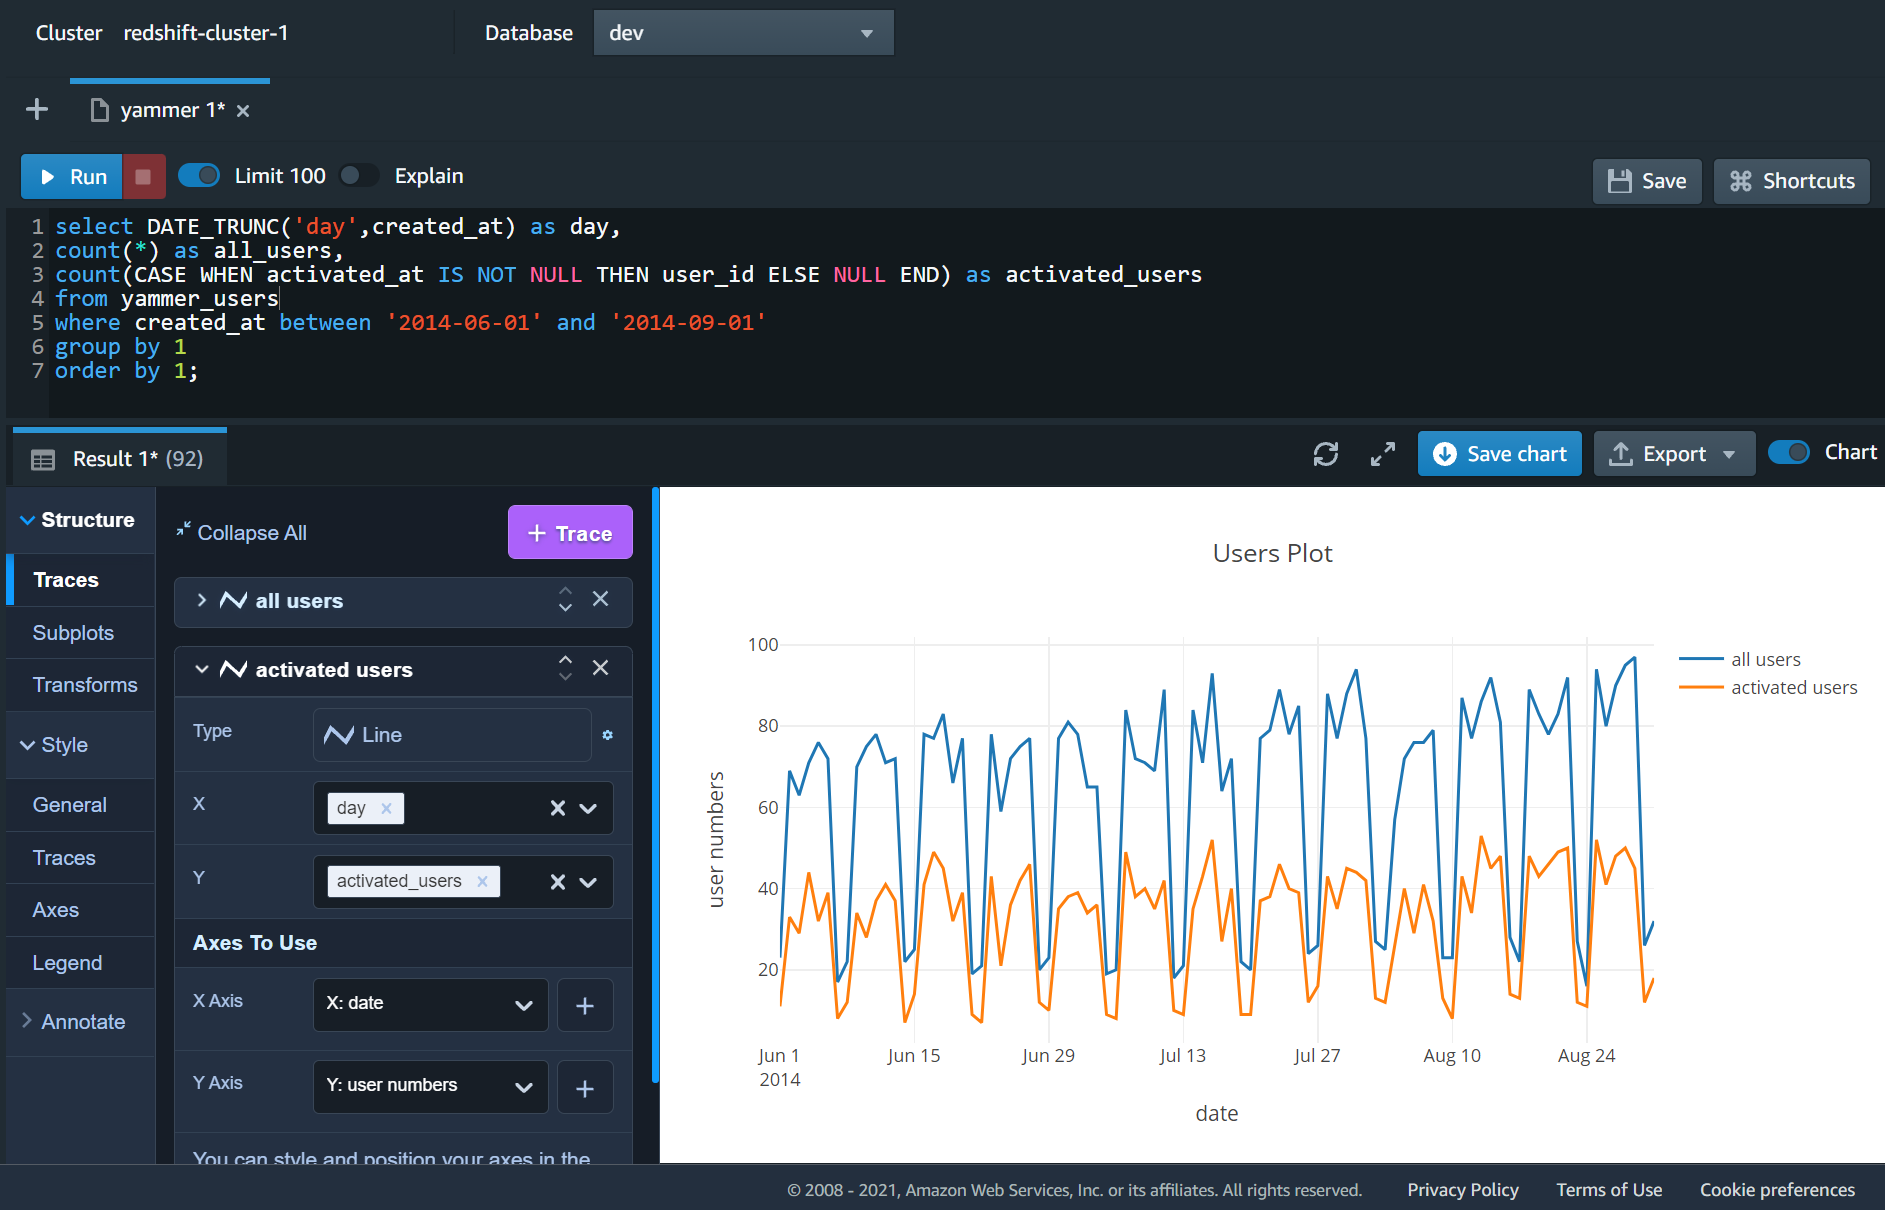 Cluster redshift-cluster-1 Database dev
yammer 1*
Run Limit 100 Explain Save Shortcuts
1 select DATE_TRUNC('day',created_at) as day,
2 count(*) as all_users,
3 count(CASE WHEN activated_at IS NOT NULL THEN user_id ELSE NULL END) as activated_users
4 from yammer_users
5 where created_at between '2014-06-01' and '2014-09-01'
6 group by 1
7 order by 1;
Result 1* (92) Save chart Export Chart
Structure
Traces
Subplots
Transforms
Style
General
Traces
Axes
Legend
Annotate
Collapse All + Trace
all users
activated users
Type Line
X day
Y activated_users
Axes To Use
X Axis X: date +
Y Axis Y: user numbers +
You can style and position your axes in the
Users Plot
user numbers
100
80
60
40
20
Jun 1 Jun 15 Jun 29 Jul 13 Jul 27 Aug 10 Aug 24
2014
date
all users
activated users
© 2008 - 2021, Amazon Web Services, Inc. or its affiliates. All rights reserved. Privacy Policy Terms of Use Cookie preferences